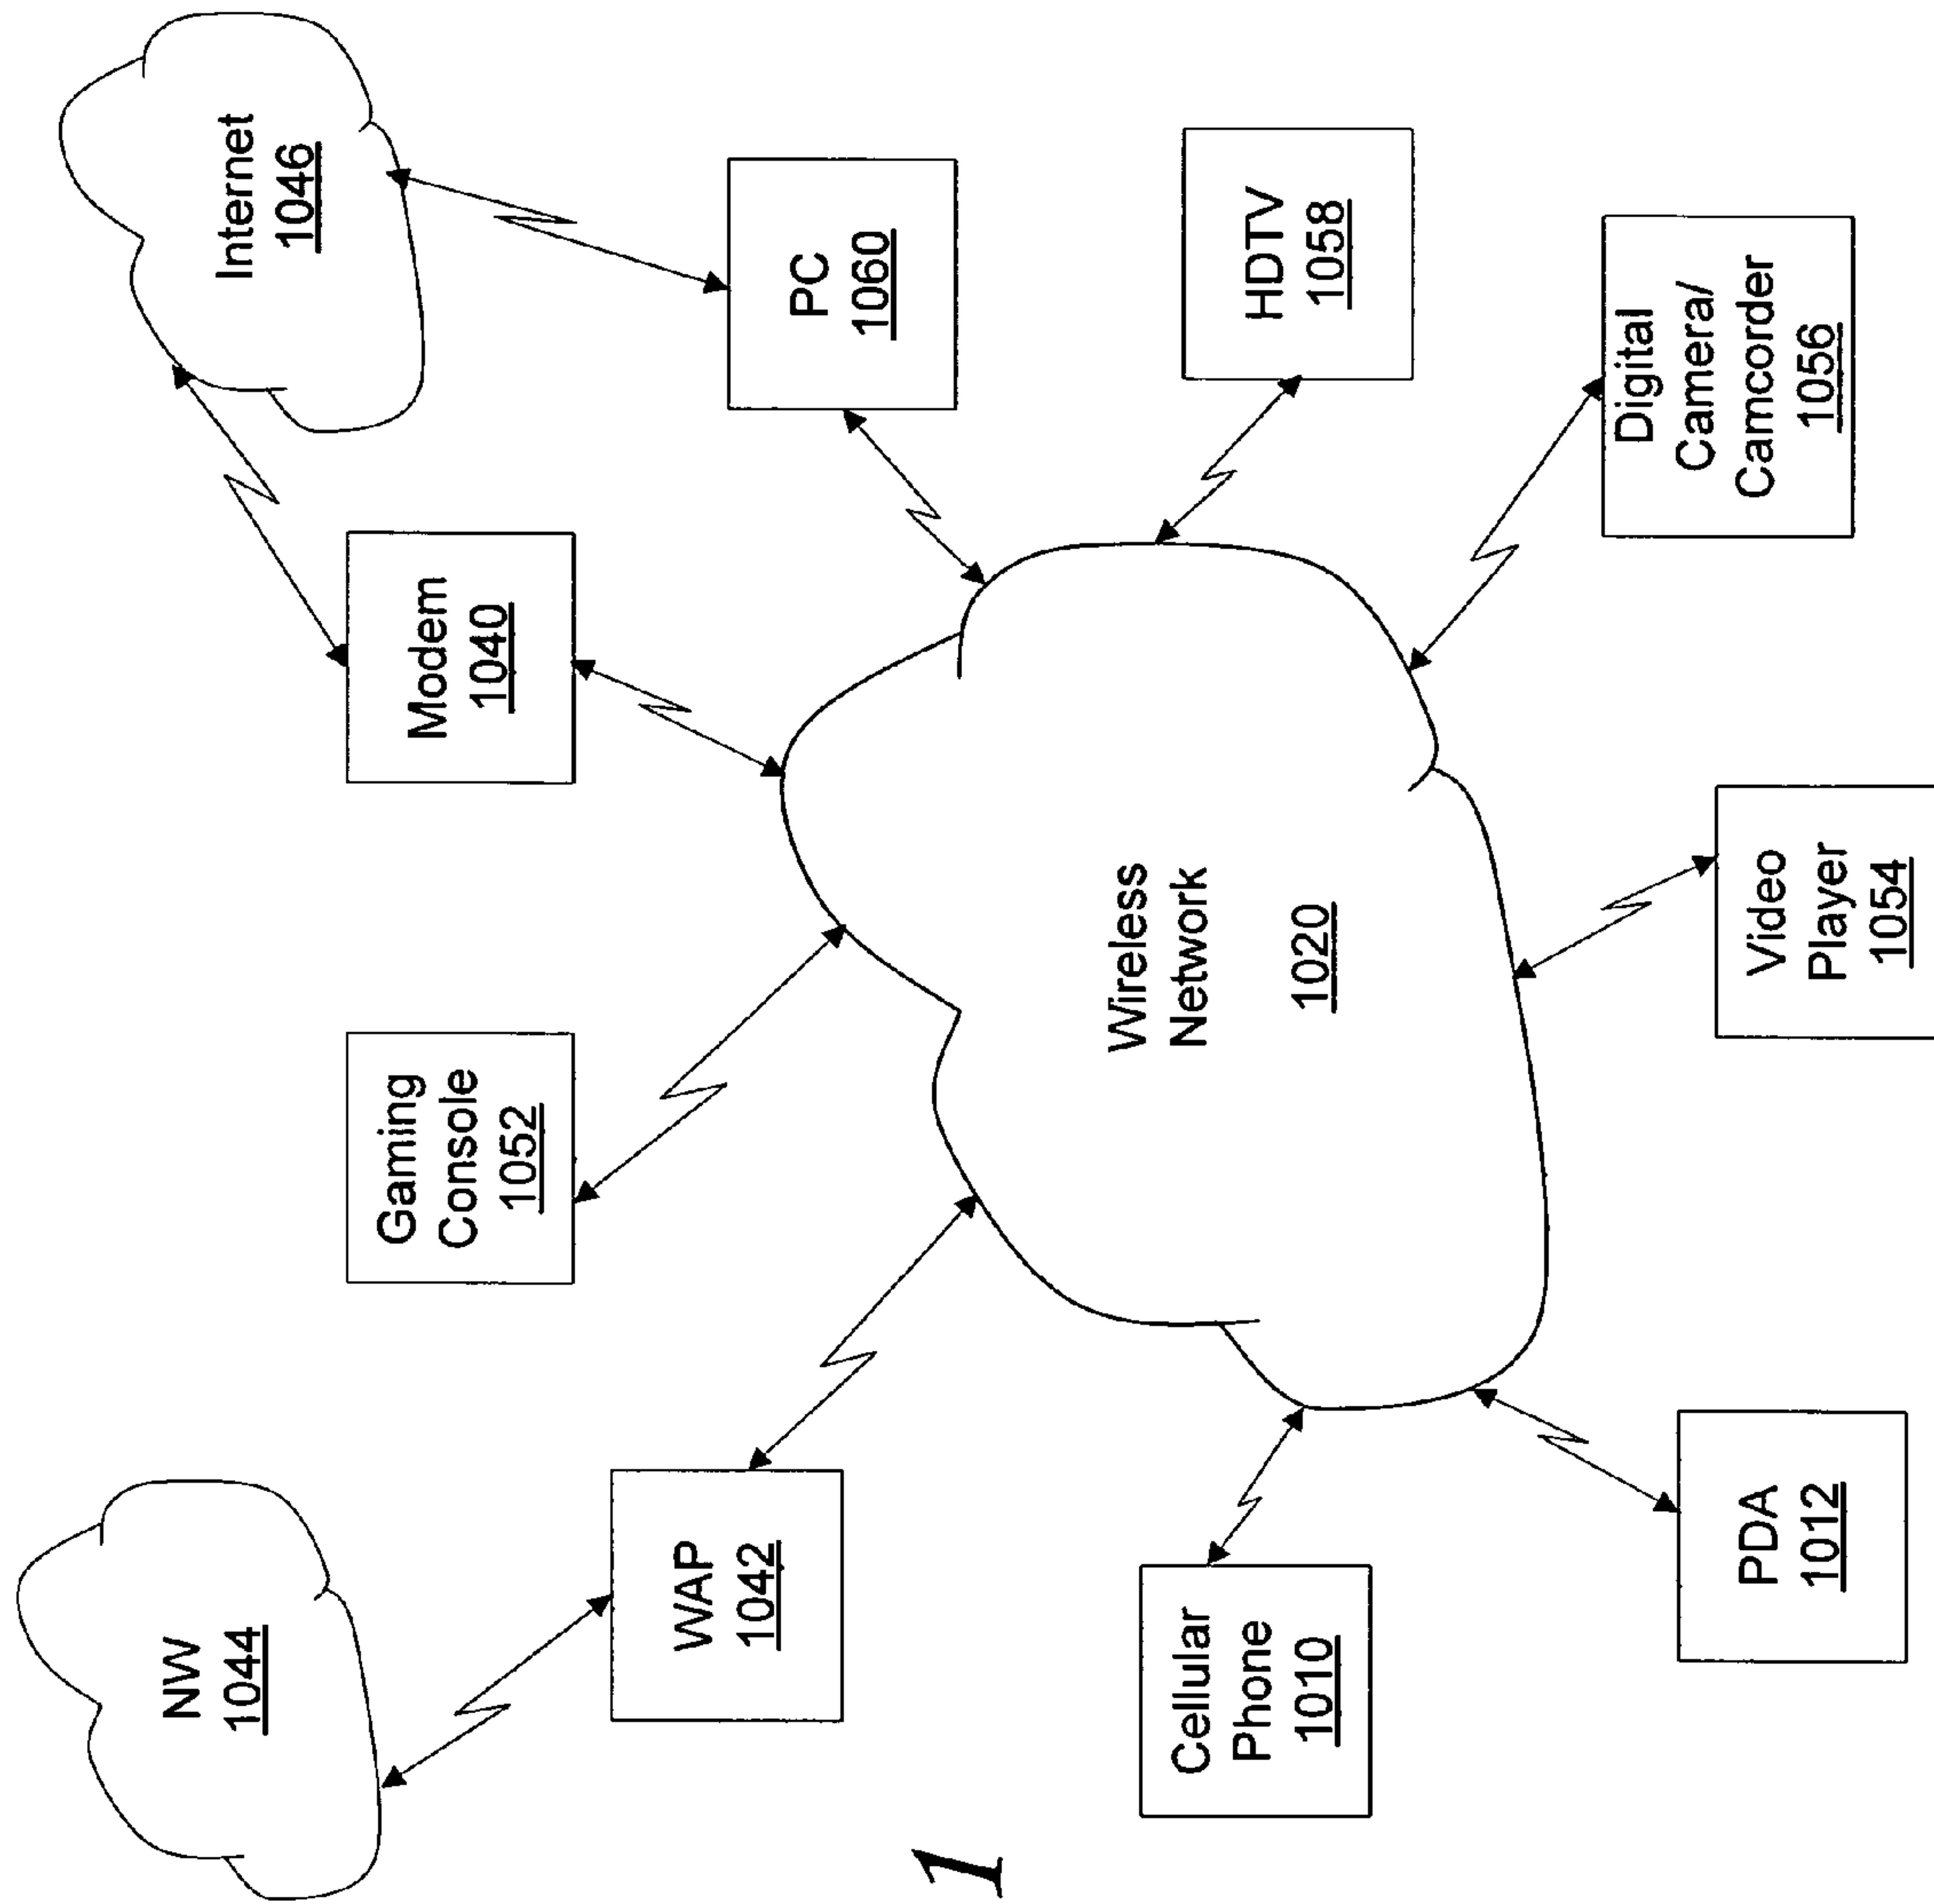 NW
1044
Internet
1046
Gaming
Console
1052
Modem
1040
WAP
1042
PC
1060
Wireless
Network
1020
Cellular
Phone
1010
HDTV
1058
PDA
1012
Video
Player
1054
Digital
Camera/
Camcorder
1056
1